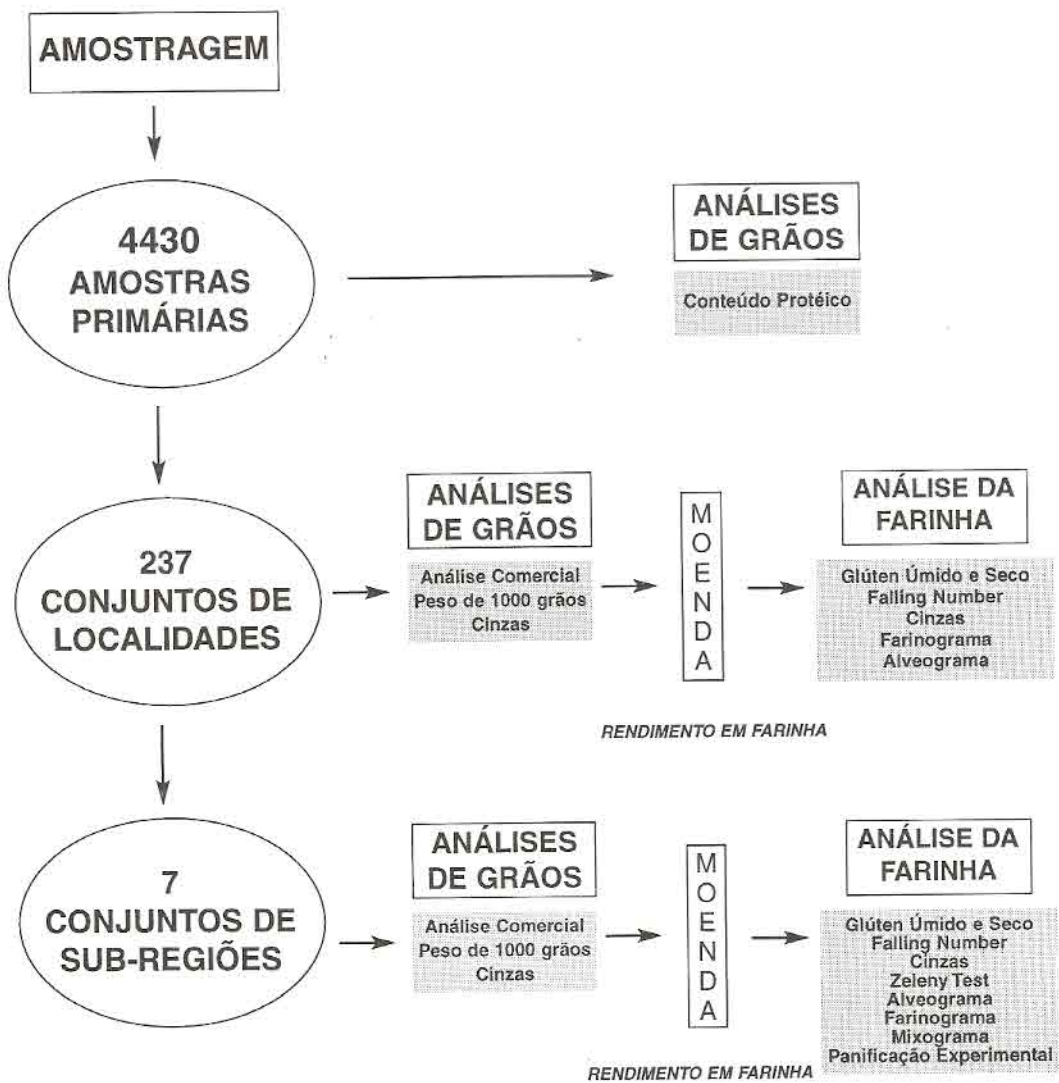 AMOSTRAGEM
4430
AMOSTRAS
PRIMÁRIAS
ANÁLISES
DE GRÃOS
Conteúdo Protéico
237
CONJUNTOS DE
LOCALIDADES
ANÁLISES
DE GRÃOS
Análise Comercial
Peso de 1000 grãos
Cinzas
MOENDA
ANÁLISE DA
FARINHA
Glúten Úmido e Seco
Falling Number
Cinzas
Farinograma
Alveograma
RENDIMENTO EM FARINHA
7
CONJUNTOS DE
SUB-REGIÕES
ANÁLISES
DE GRÃOS
Análise Comercial
Peso de 1000 grãos
Cinzas
MOENDA
ANÁLISE DA
FARINHA
Glúten Úmido e Seco
Falling Number
Cinzas
Zeleny Test
Alveograma
Farinograma
Mixograma
Panificação Experimental
RENDIMENTO EM FARINHA